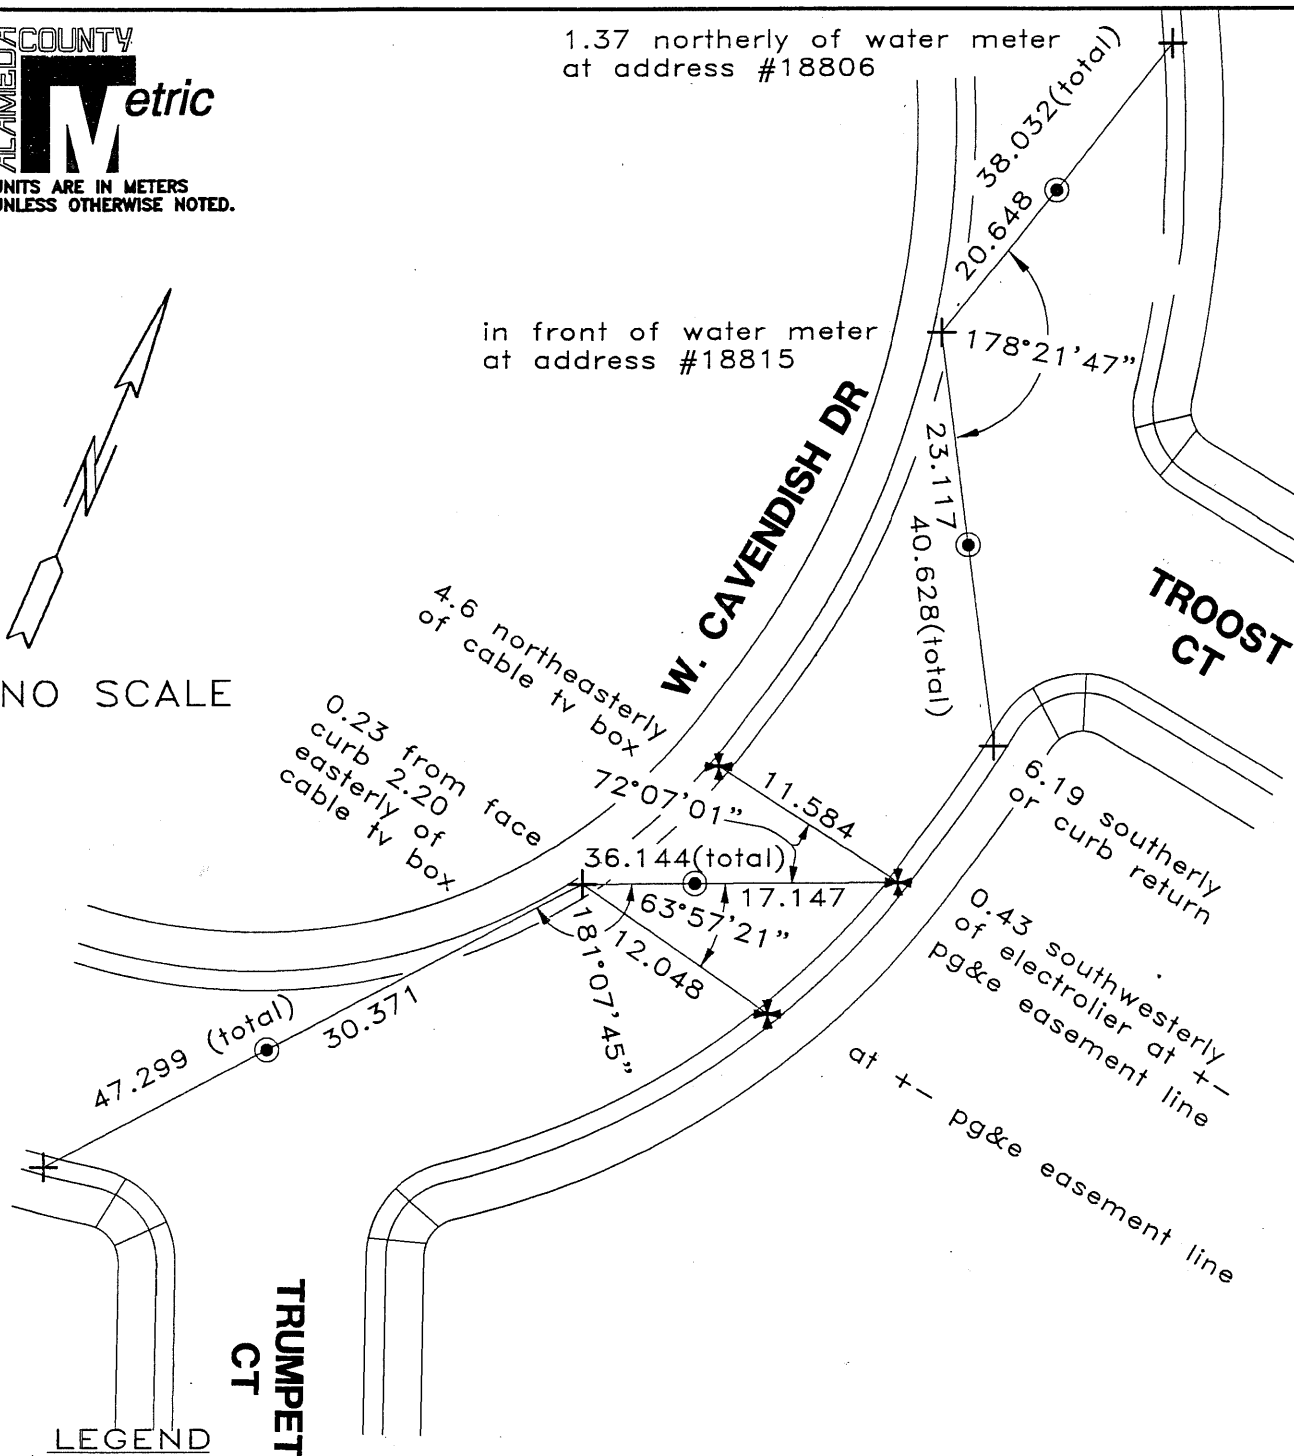 ALAMEDA
COUNTY
Metric
UNITS ARE IN METERS
UNLESS OTHERWISE NOTED.
1.37 northerly of water meter
at address #18806
38.032(total)
20.648
in front of water meter
at address #18815
178°21'47"
23.117
40.628(total)
W. CAVENDISH DR
TROOST
CT
N
NO SCALE
4.6 northeasterly
of cable tv box
0.23 from face
curb 2.20
easterly of
cable tv box
72°07'01"
11.584
36.144(total)
17.147
63°57'21"
12.048
181°07'45"
6.19 southerly
or curb return
0.43 southwesterly
of electrolier at +-
pg&e easement line
at +- pg&e easement line
47.299 (total)
30.371
TRUMPET
CT
LEGEND